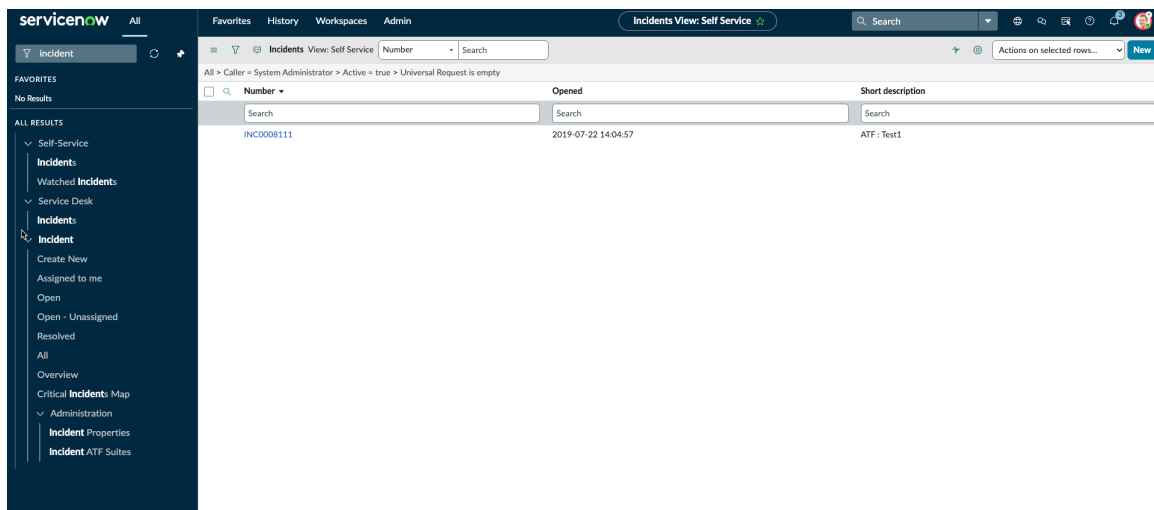 servicenow All Favorites History Workspaces Admin Incidents View: Self Service Search 3
incident
Incidents View: Self Service Number Search Actions on selected rows... New
All > Caller = System Administrator > Active = true > Universal Request is empty
FAVORITES
No Results
ALL RESULTS
Self-Service
Incidents
Watched Incidents
Service Desk
Incidents
Incident
Create New
Assigned to me
Open
Open - Unassigned
Resolved
All
Overview
Critical Incidents Map
Administration
Incident Properties
Incident ATF Suites
Number Opened Short description
Search Search Search
INC0008111 2019-07-22 14:04:57 ATF : Test1